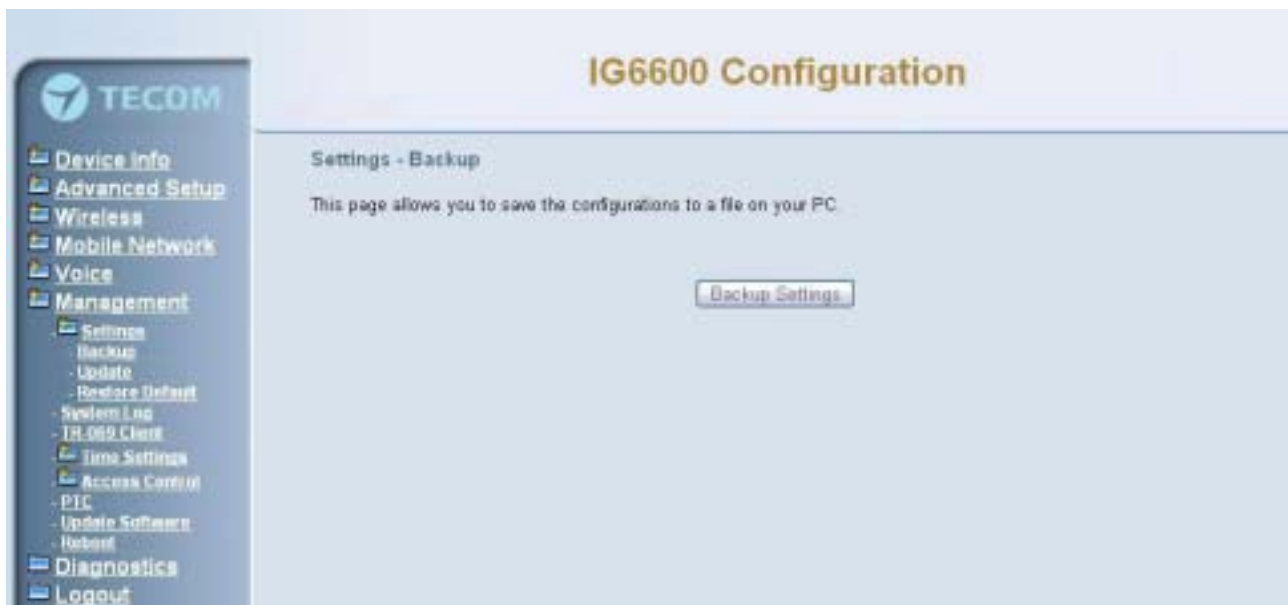 TECOM
IG6600 Configuration
Device Info
Advanced Setup
Wireless
Mobile Network
Voice
Management
- Settings
- Backup
- Update
- Restore Default
- System Log
- TR-069 Client
- Time Settings
- Access Control
- PTC
- Update Software
- Reboot
Diagnostics
Logout
Settings - Backup
This page allows you to save the configurations to a file on your PC.
Backup Settings